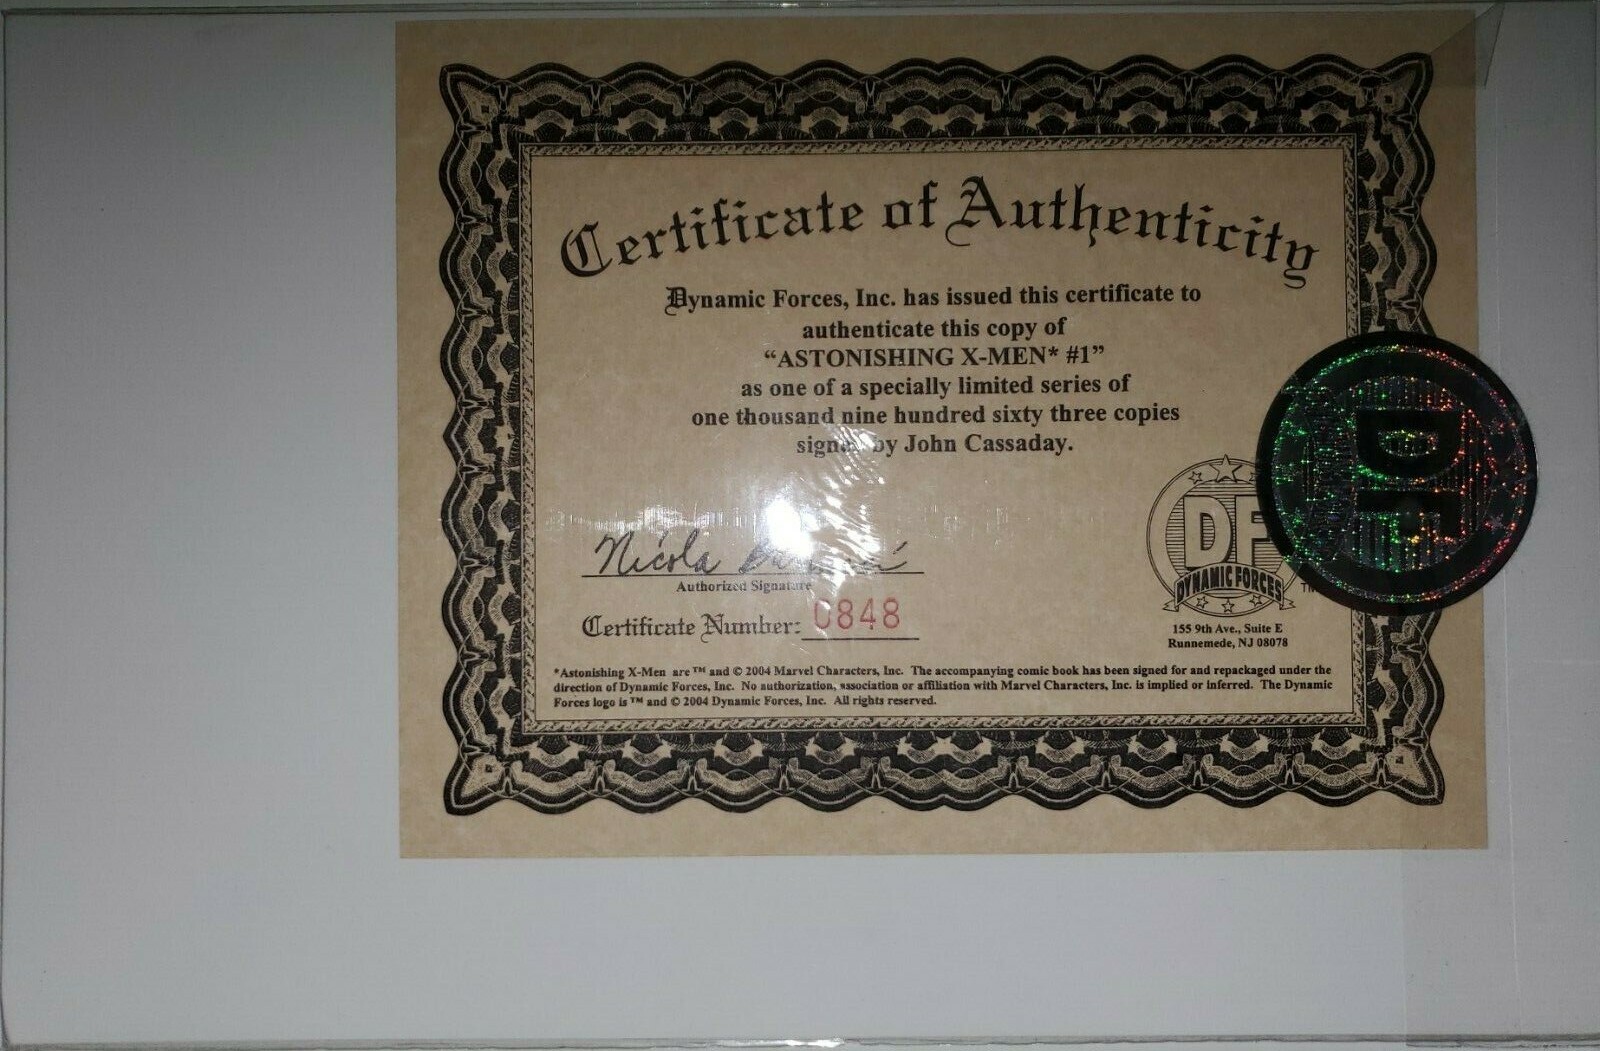 Certificate of Authenticity
Dynamic Forces, Inc. has issued this certificate to
authenticate this copy of
“ASTONISHING X-MEN* #1”
as one of a specially limited series of
one thousand nine hundred sixty three copies
signed by John Cassaday.
Nicola
Authorized Signature
Certificate Number: 0848
DF
DYNAMIC FORCES
TM
155 9th Ave., Suite E
Runnemede, NJ 08078
DF
*Astonishing X-Men are ™ and © 2004 Marvel Characters, Inc. The accompanying comic book has been signed for and repackaged under the
direction of Dynamic Forces, Inc. No authorization, association or affiliation with Marvel Characters, Inc. is implied or inferred. The Dynamic
Forces logo is ™ and © 2004 Dynamic Forces, Inc. All rights reserved.